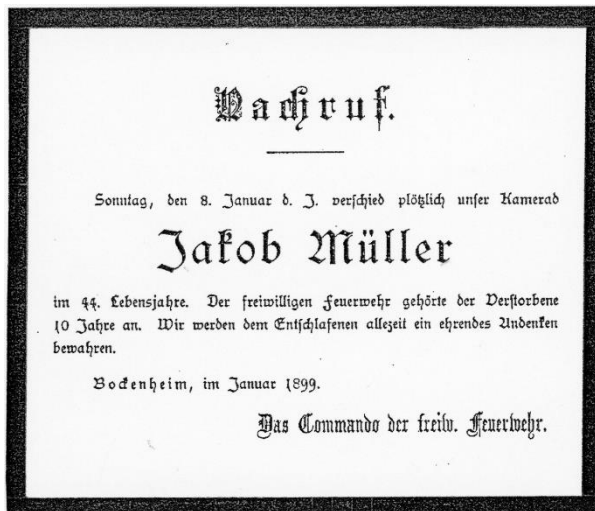 Nachruf.
Sonntag, den 8. Januar d. J. verschied plötzlich unser Kamerad
Jakob Müller
im 44. Lebensjahre. Der freiwilligen Feuerwehr gehörte der Verstorbene
10 Jahre an. Wir werden dem Entschlafenen allezeit ein ehrendes Andenken
bewahren.
Bockenheim, im Januar 1899.
Das Commando der freiw. Feuerwehr.